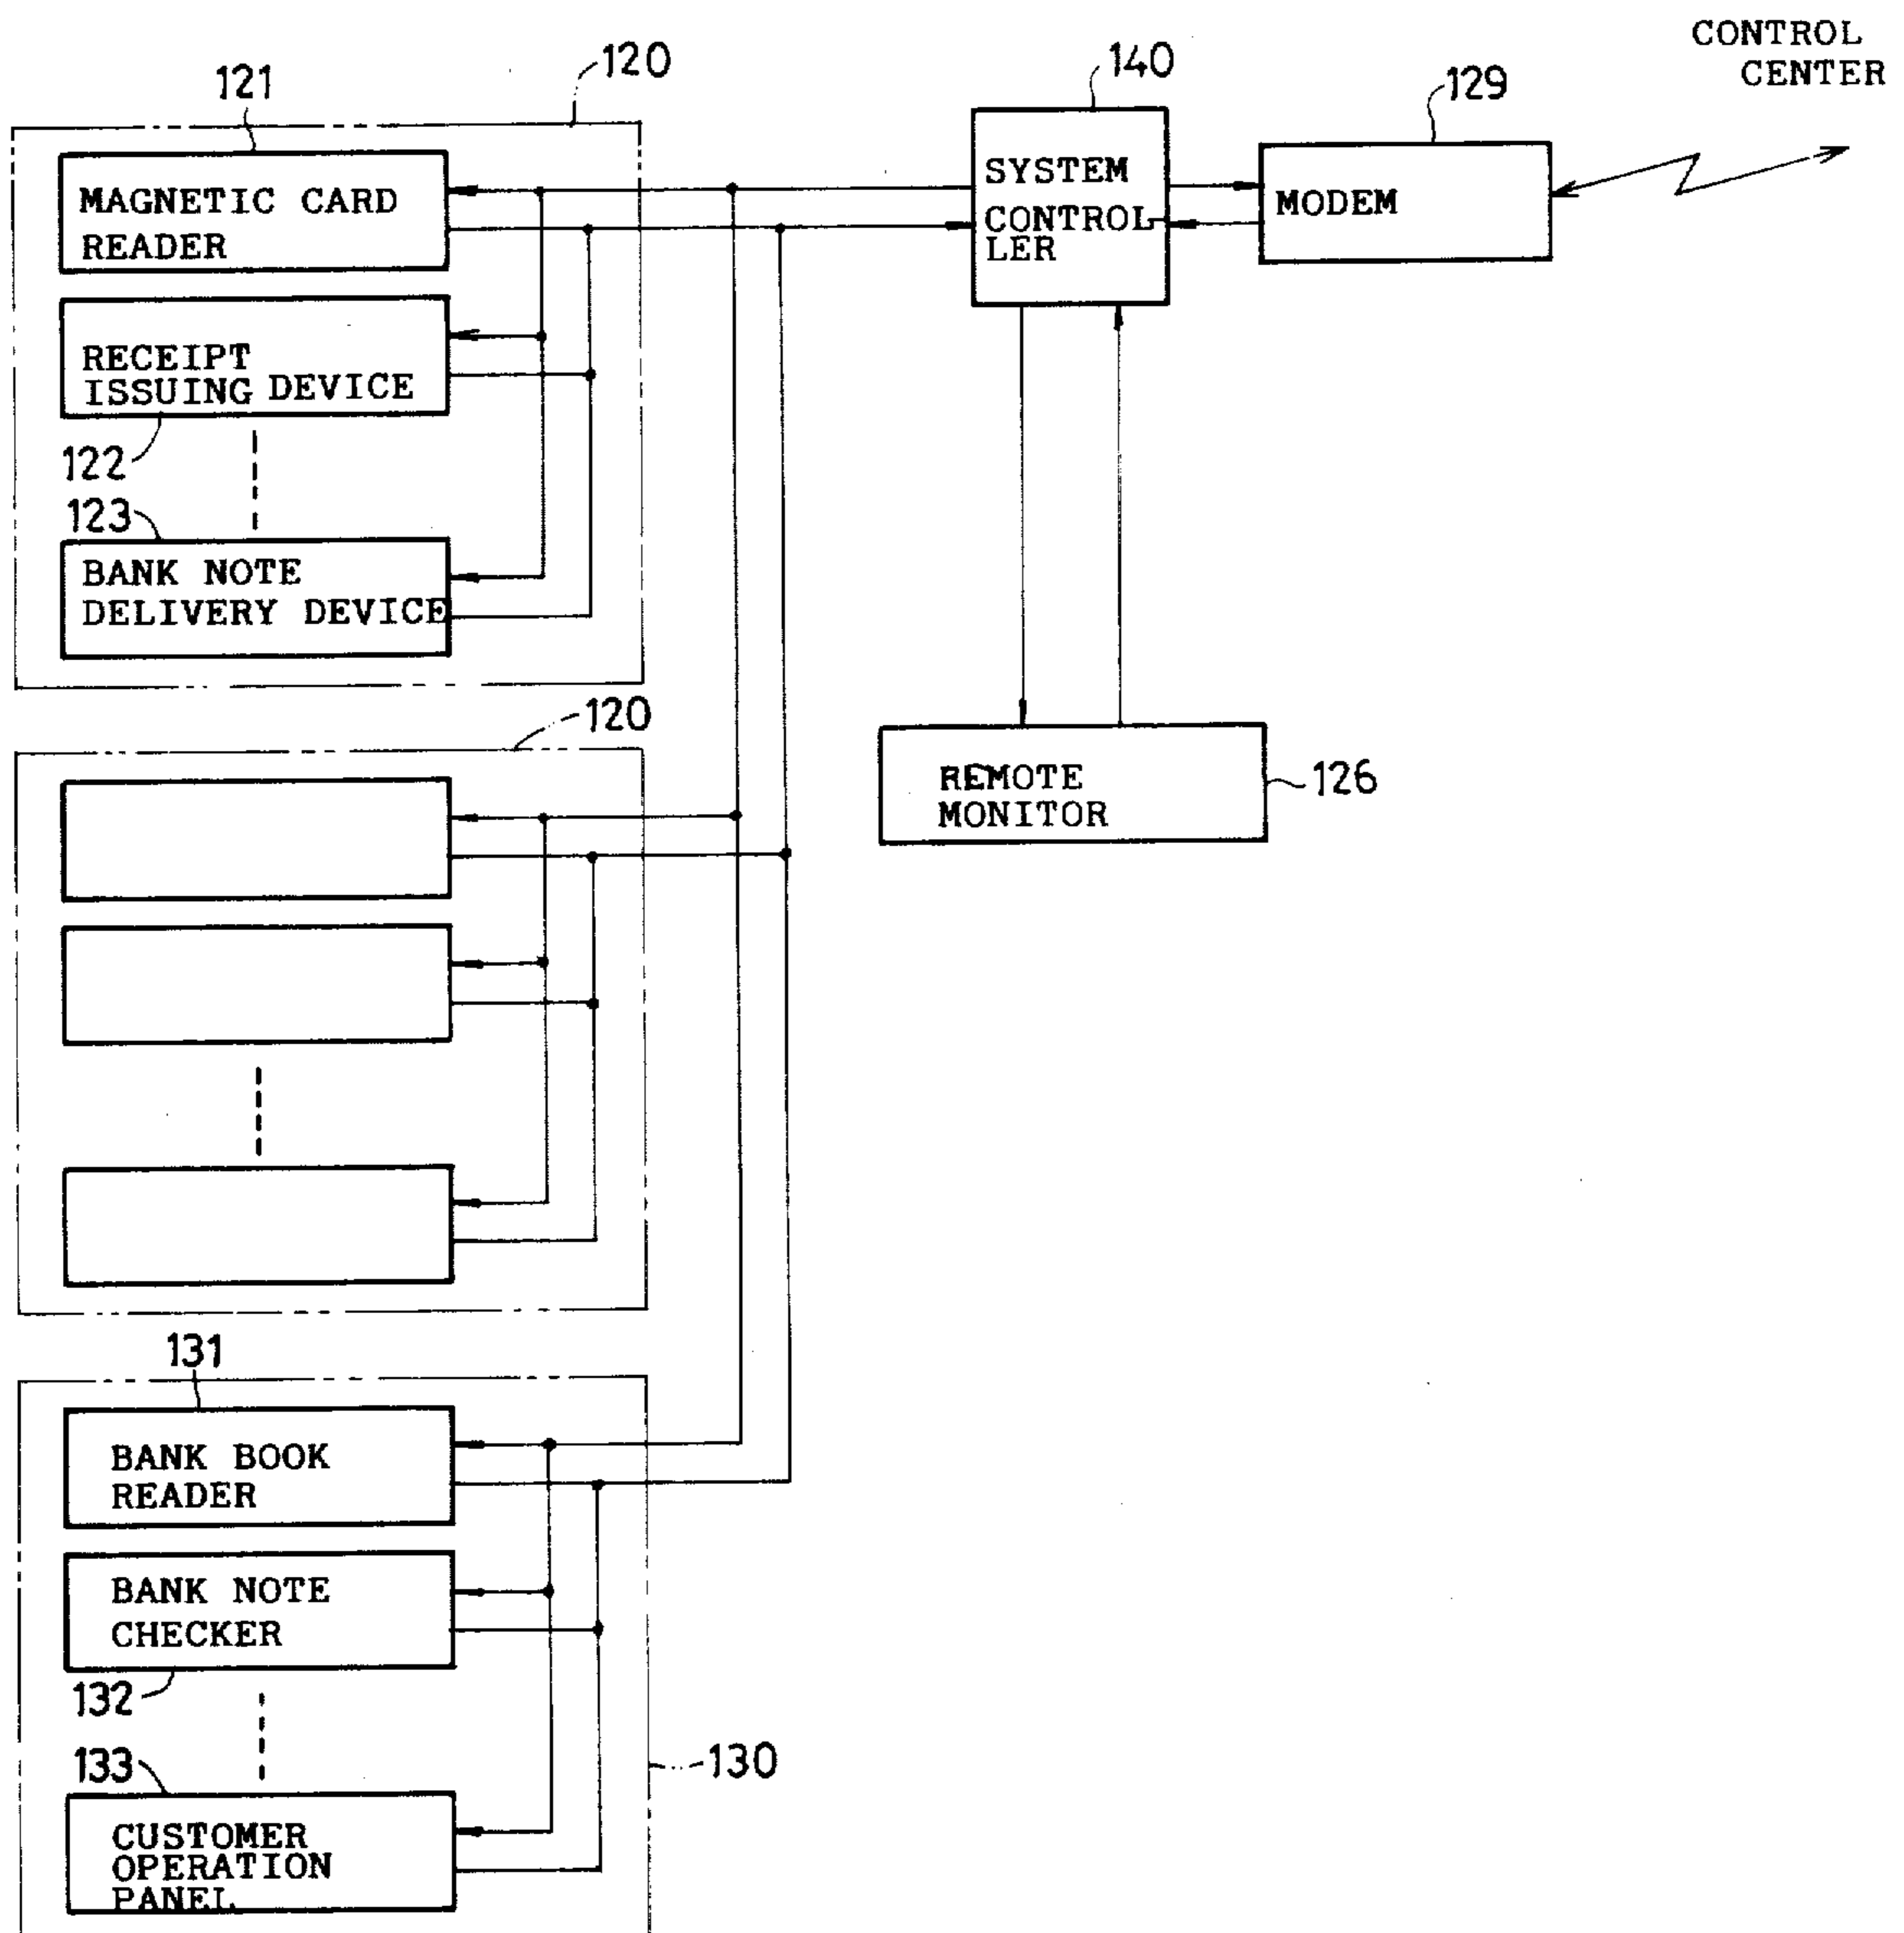 CONTROL
CENTER
120
140
121
129
MAGNETIC CARD
READER
SYSTEM
CONTROL-
LER
MODEM
RECEIPT
ISSUING DEVICE
122
123
BANK NOTE
DELIVERY DEVICE
120
REMOTE
MONITOR
126
131
BANK BOOK
READER
BANK NOTE
CHECKER
132
130
133
CUSTOMER
OPERATION
PANEL